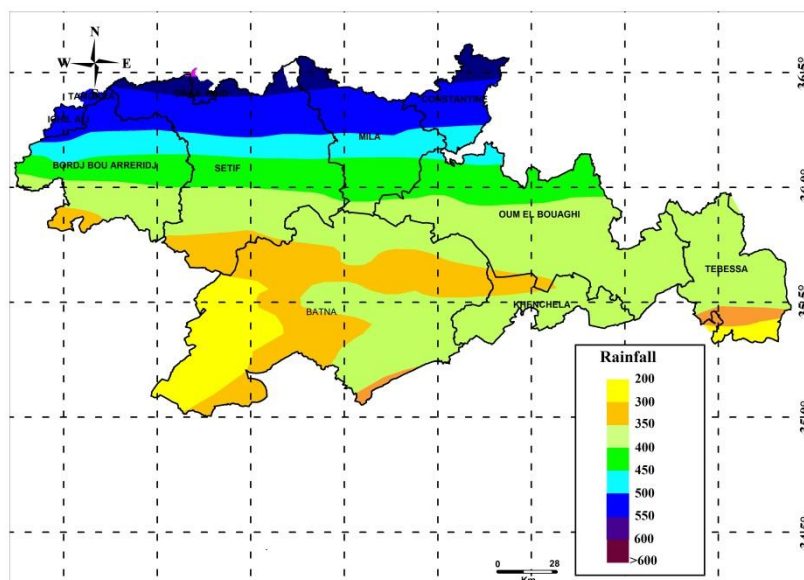 N
W E
CONSTANTINE
MILA
BORDJ BOU ARRERIDJ
SETIF
OUM EL BOUAGHI
TEBESSA
KHENCHELA
BATNA
Rainfall
200
300
350
400
450
500
550
600
>600
0 28
Km